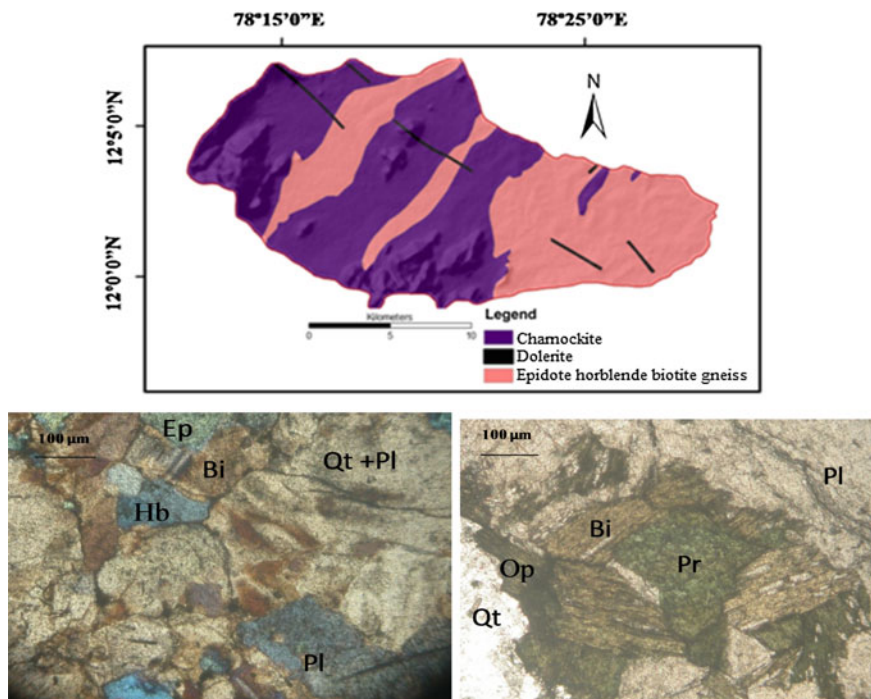 78°15’0”E 78°25’0”E
12°5’0”N
12°0’0”N
N
Kilometers
0 5 10
Legend
Charnockite
Dolerite
Epidote horblende biotite gneiss
100 µm
Ep
Bi
Qt +Pl
Hb
Pl
100 µm
Pl
Bi
Pr
Op
Qt